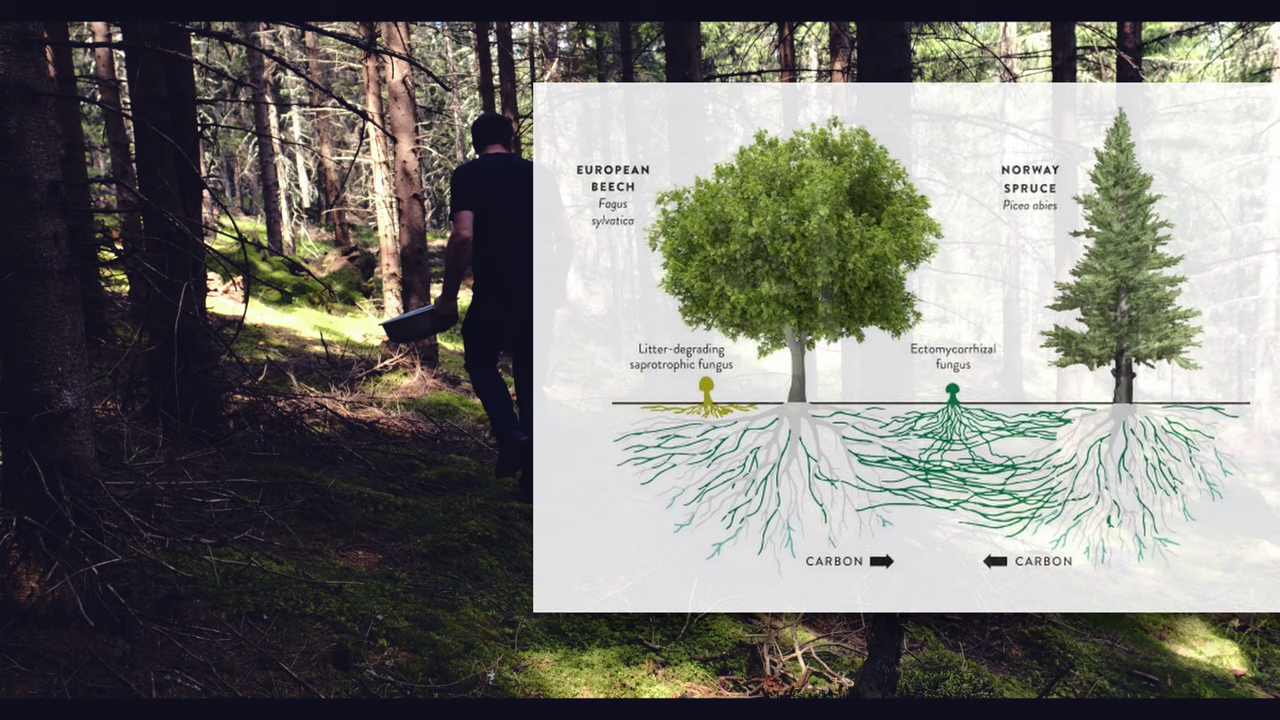 EUROPEAN
BEECH
Fagus
sylvatica
NORWAY
SPRUCE
Picea abies
Litter-degrading
saprotrophic fungus
Ectomycorrhizal
fungus
CARBON
CARBON